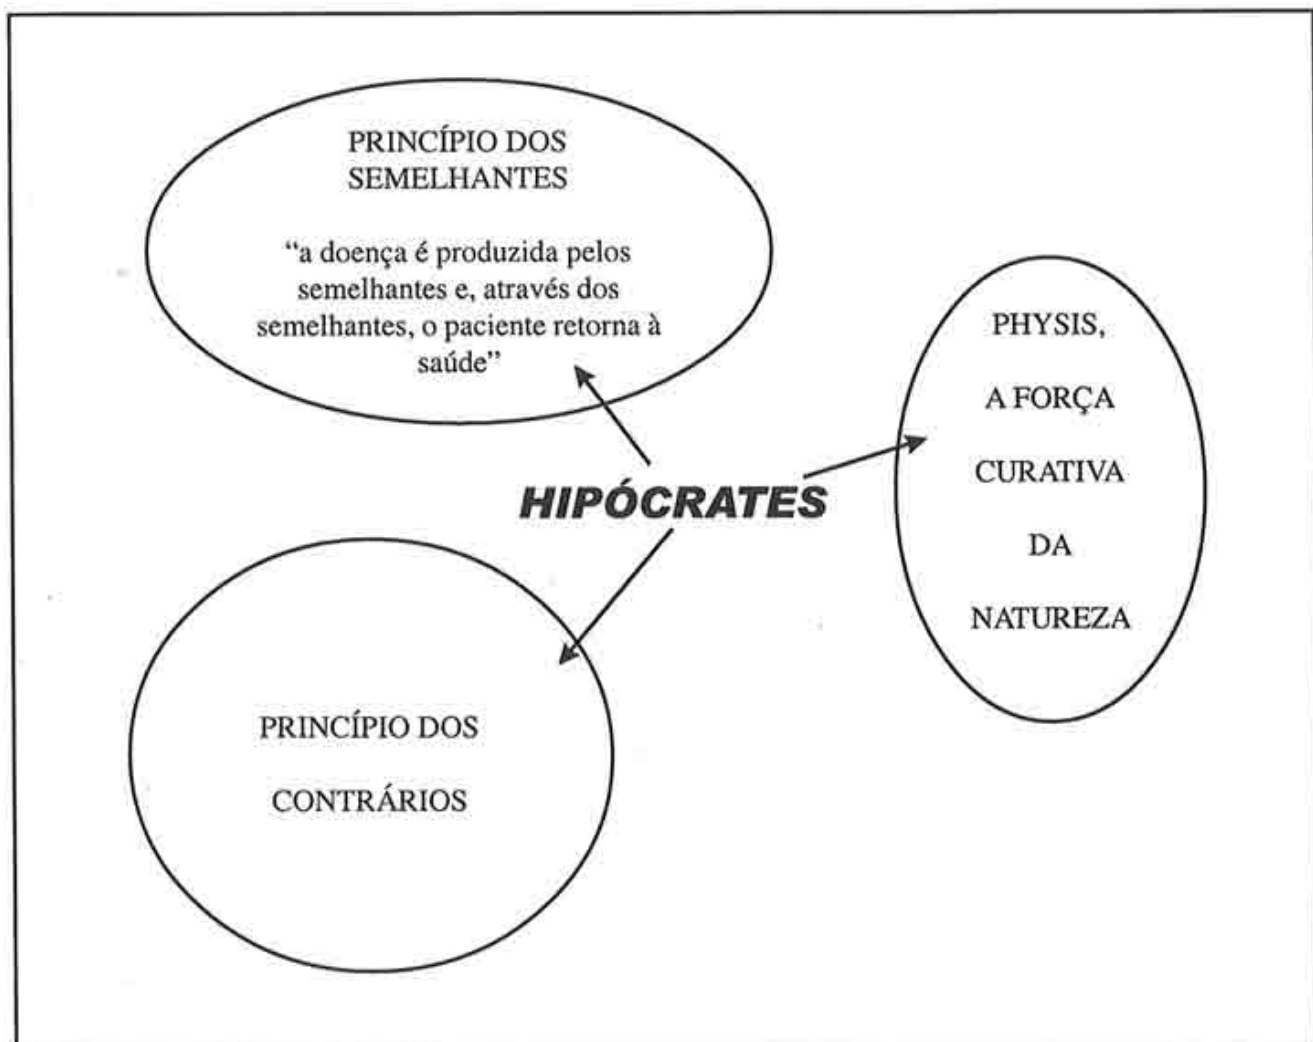 PRINCÍPIO DOS
SEMELHANTES
“a doença é produzida pelos
semelhantes e, através dos
semelhantes, o paciente retorna à
saúde”
PHYSIS,
A FORÇA
CURATIVA
DA
NATUREZA
HIPÓCRATES
PRINCÍPIO DOS
CONTRÁRIOS